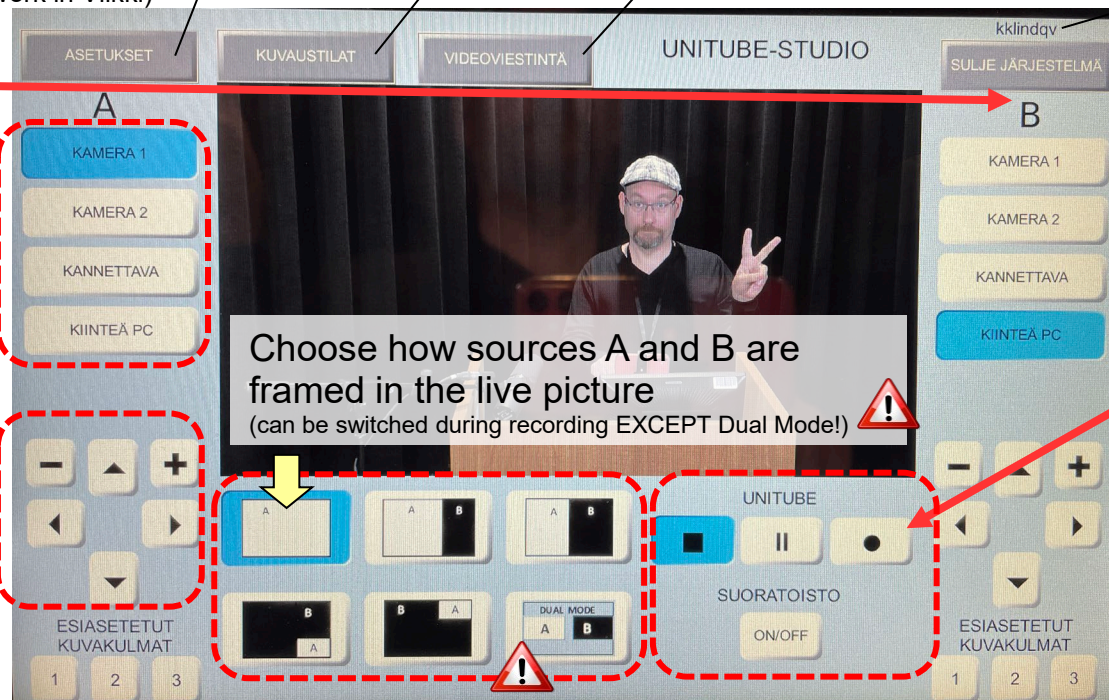 work in Viikki)
kklindqv
ASETUKSET
KUVAUSTILAT
VIDEOVIESTINTÄ
UNITUBE-STUDIO
SULJE JÄRJESTELMÄ
A
B
KAMERA 1
KAMERA 2
KANNETTAVA
KIINTEÄ PC
KAMERA 1
KAMERA 2
KANNETTAVA
KIINTEÄ PC
Choose how sources A and B are
framed in the live picture
(can be switched during recording EXCEPT Dual Mode!)
A
A B
A B
B A
B A
DUAL MODE
A B
UNITUBE
SUORATOISTO
ON/OFF
ESIASETETUT
KUVAKULMAT
1 2 3
ESIASETETUT
KUVAKULMAT
1 2 3